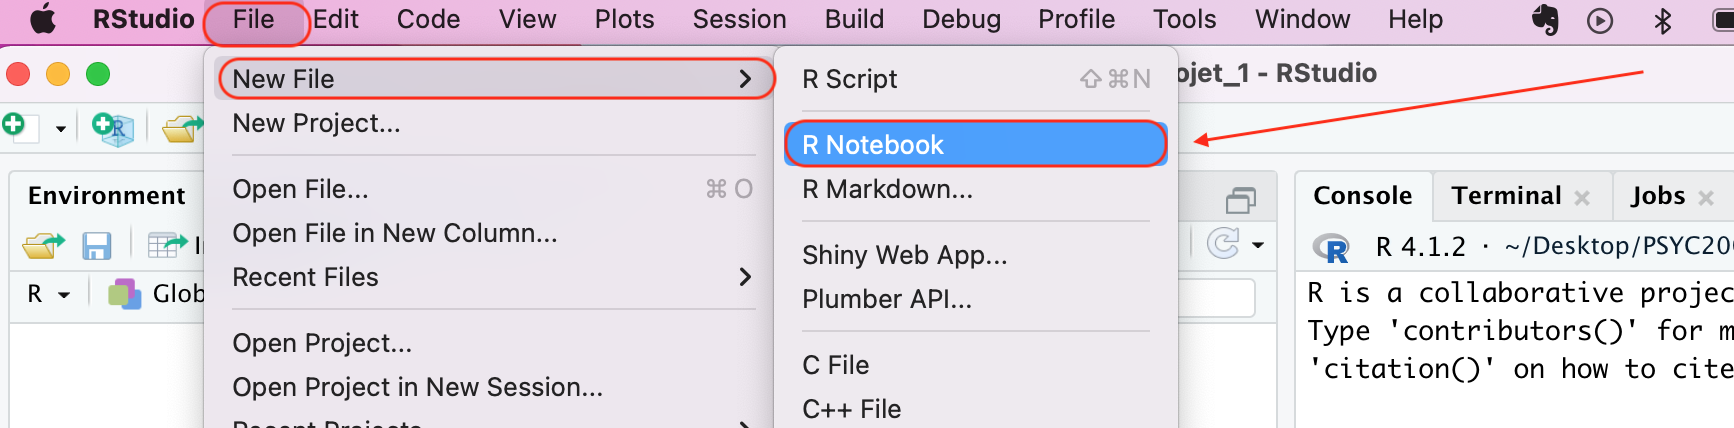 RStudio File Edit Code View Plots Session Build Debug Profile Tools Window Help
ojet_1 - RStudio
New File
New Project...
Open File... ⌘ O
Open File in New Column...
Recent Files
Open Project...
Open Project in New Session...
Recent Projects
R Script ⇧⌘N
R Notebook
R Markdown...
Shiny Web App...
Plumber API...
C File
C++ File
Environment
R
Glob
Console Terminal Jobs
R 4.1.2 · ~/Desktop/PSYC20
R is a collaborative projec
Type 'contributors()' for m
'citation()' on how to cite